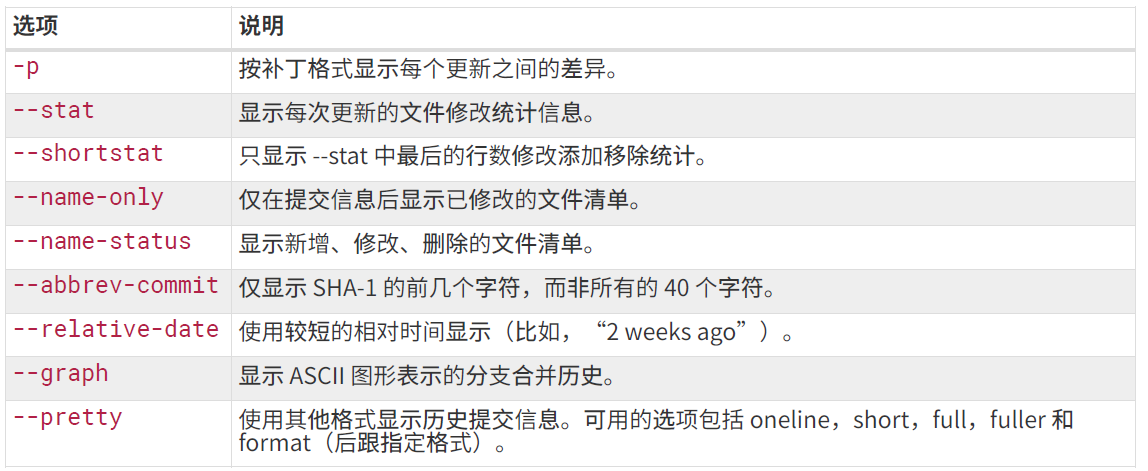 选项 说明
-p 按补丁格式显示每个更新之间的差异。
--stat 显示每次更新的文件修改统计信息。
--shortstat 只显示 --stat 中最后的行数修改添加移除统计。
--name-only 仅在提交信息后显示已修改的文件清单。
--name-status 显示新增、修改、删除的文件清单。
--abbrev-commit 仅显示 SHA-1 的前几个字符，而非所有的 40 个字符。
--relative-date 使用较短的相对时间显示（比如，“2 weeks ago”）。
--graph 显示 ASCII 图形表示的分支合并历史。
--pretty 使用其他格式显示历史提交信息。可用的选项包括 oneline，short，full，fuller 和
format（后跟指定格式）。